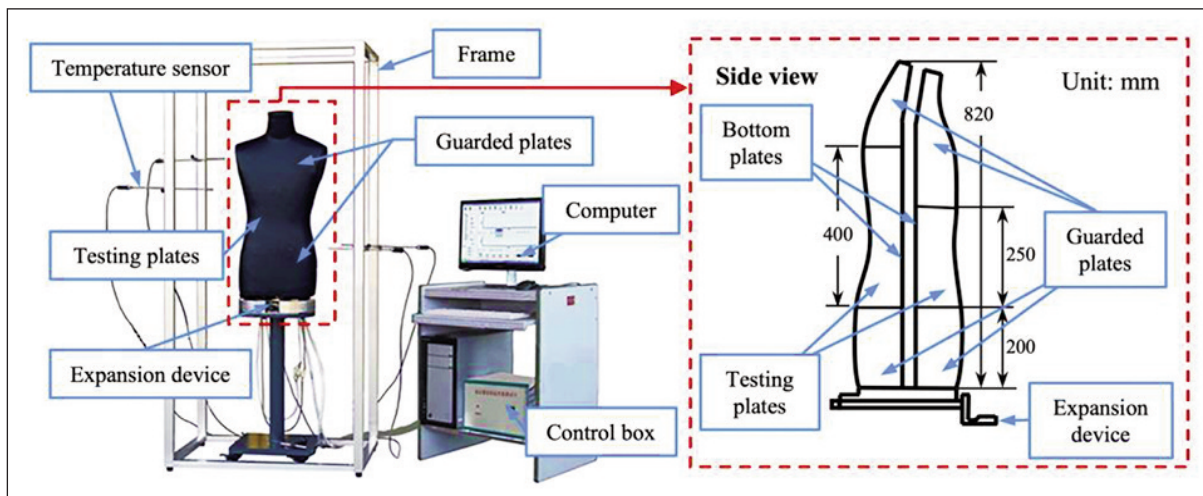 Temperature sensor
Frame
Guarded plates
Testing plates
Computer
Expansion device
Control box
Side view
Unit: mm
Bottom
plates
820
400
250
200
Guarded
plates
Testing
plates
Expansion
device